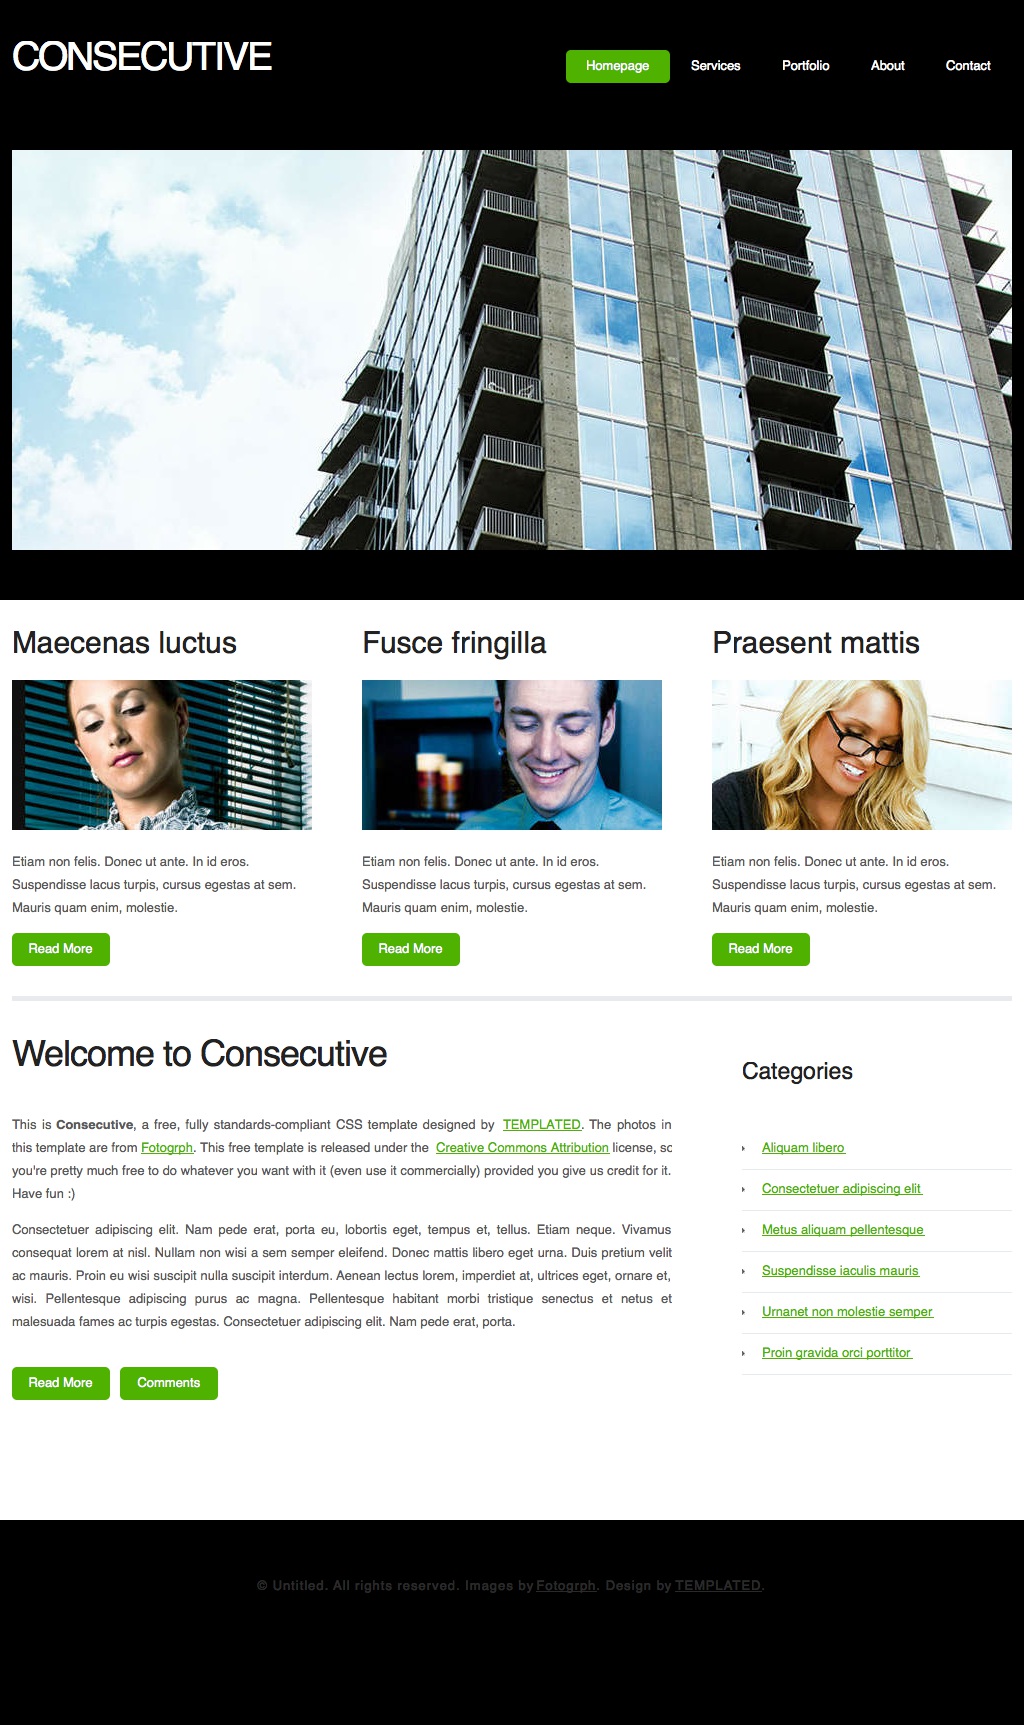 CONSECUTIVE
Homepage Services Portfolio About Contact
Maecenas luctus
Etiam non felis. Donec ut ante. In id eros.
Suspendisse lacus turpis, cursus egestas at sem.
Mauris quam enim, molestie.
Read More
Fusce fringilla
Etiam non felis. Donec ut ante. In id eros.
Suspendisse lacus turpis, cursus egestas at sem.
Mauris quam enim, molestie.
Read More
Praesent mattis
Etiam non felis. Donec ut ante. In id eros.
Suspendisse lacus turpis, cursus egestas at sem.
Mauris quam enim, molestie.
Read More
Welcome to Consecutive
This is Consecutive, a free, fully standards-compliant CSS template designed by TEMPLATED. The photos in
this template are from Fotogrph. This free template is released under the Creative Commons Attribution license, so
you're pretty much free to do whatever you want with it (even use it commercially) provided you give us credit for it.
Have fun :)
Consectetuer adipiscing elit. Nam pede erat, porta eu, lobortis eget, tempus et, tellus. Etiam neque. Vivamus
consequat lorem at nisl. Nullam non wisi a sem semper eleifend. Donec mattis libero eget urna. Duis pretium velit
ac mauris. Proin eu wisi suscipit nulla suscipit interdum. Aenean lectus lorem, imperdiet at, ultrices eget, ornare et,
wisi. Pellentesque adipiscing purus ac magna. Pellentesque habitant morbi tristique senectus et netus et
malesuada fames ac turpis egestas. Consectetuer adipiscing elit. Nam pede erat, porta.
Read More Comments
Categories
Aliquam libero
Consectetuer adipiscing elit
Metus aliquam pellentesque
Suspendisse iaculis mauris
Urnanet non molestie semper
Proin gravida orci porttitor
© Untitled. All rights reserved. Images by Fotogrph. Design by TEMPLATED.